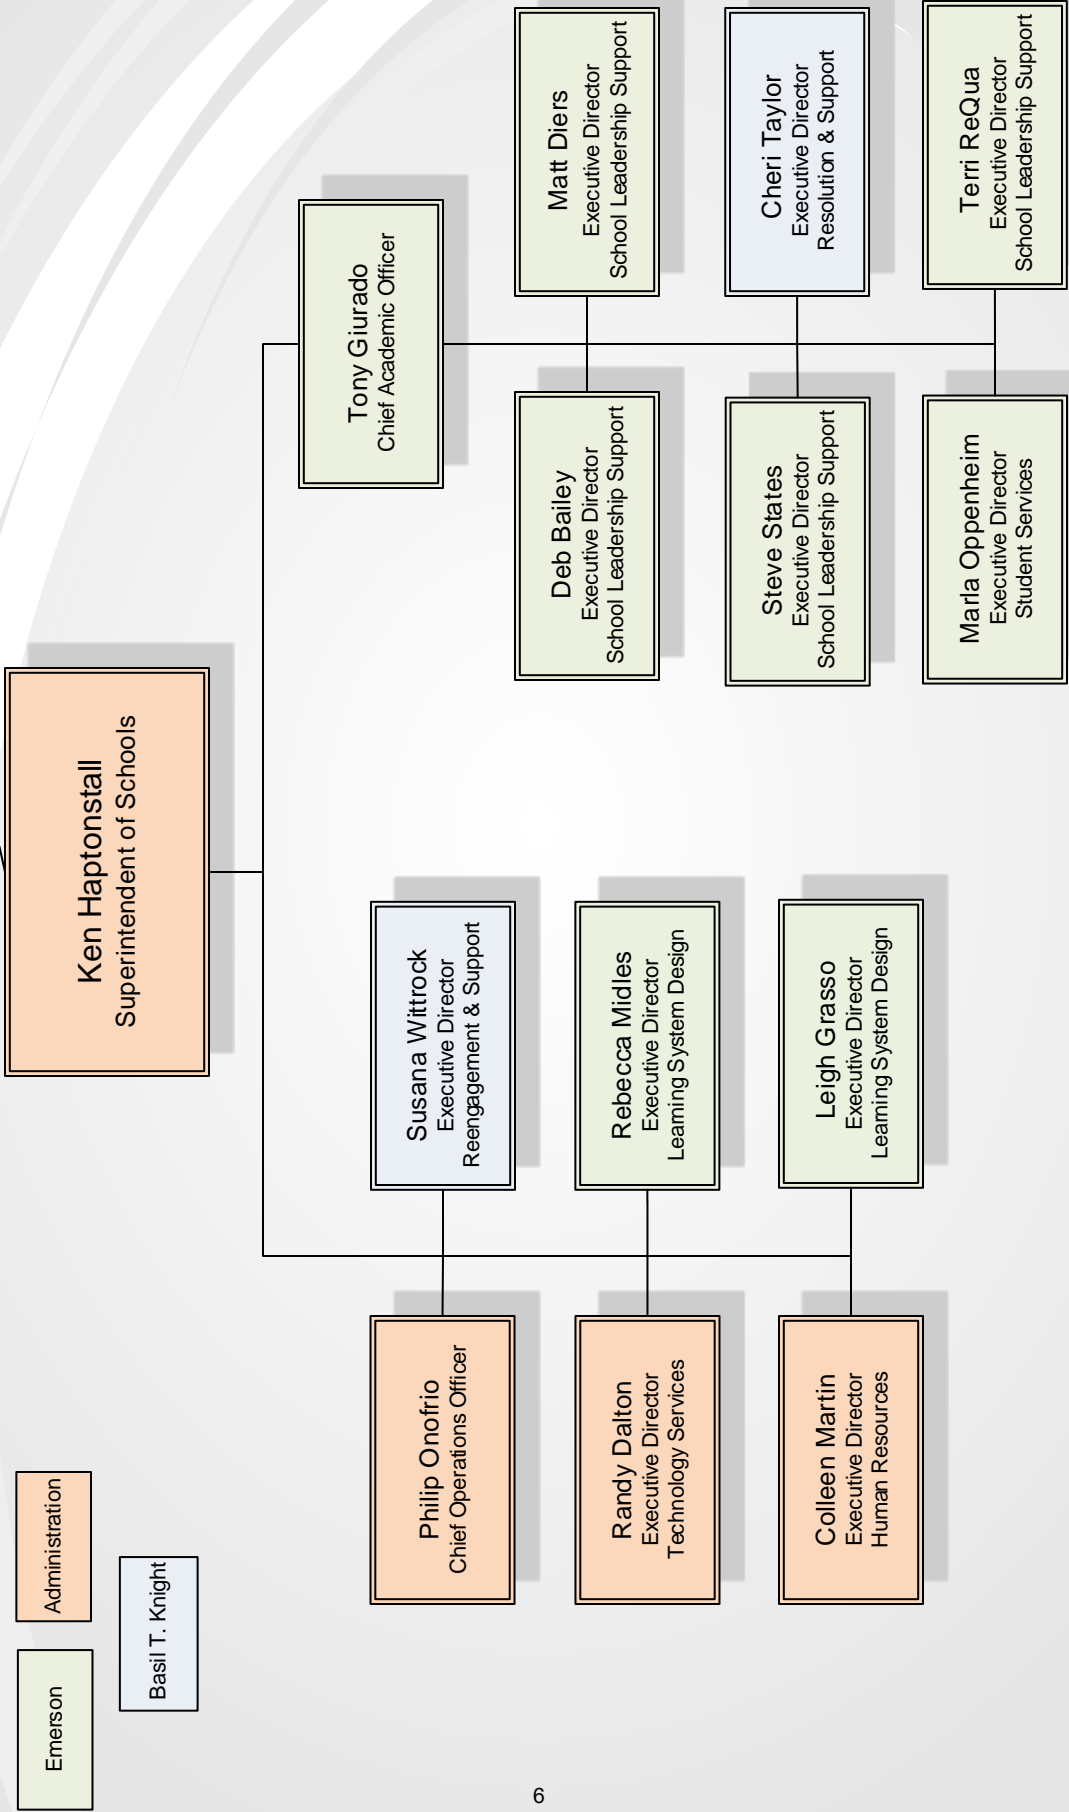 Emerson
Administration
Basil T. Knight
Ken Haptonstall
Superintendent of Schools
Philip Onofrio
Chief Operations Officer
Susana Wittrock
Executive Director
Reengagement & Support
Randy Dalton
Executive Director
Technology Services
Rebecca Midles
Executive Director
Learning System Design
Colleen Martin
Executive Director
Human Resources
Leigh Grasso
Executive Director
Learning System Design
Tony Giurado
Chief Academic Officer
Deb Bailey
Executive Director
School Leadership Support
Matt Diers
Executive Director
School Leadership Support
Steve States
Executive Director
School Leadership Support
Cheri Taylor
Executive Director
Resolution & Support
Marla Oppenheim
Executive Director
Student Services
Terri ReQua
Executive Director
School Leadership Support
6